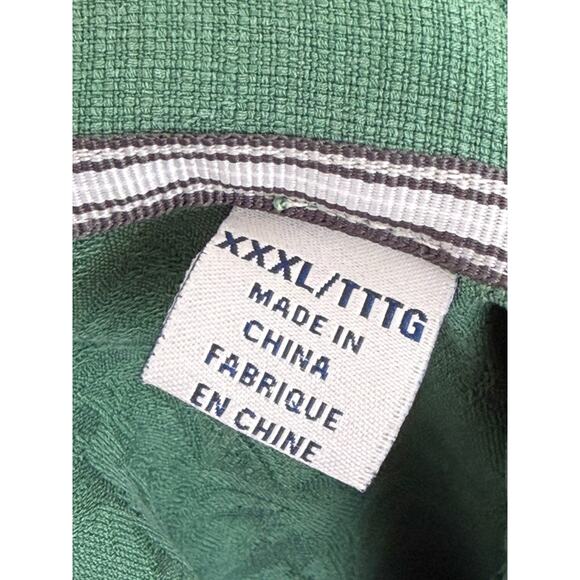 XXXL/TTTG
MADE IN
CHINA
FABRIQUE
EN CHINE